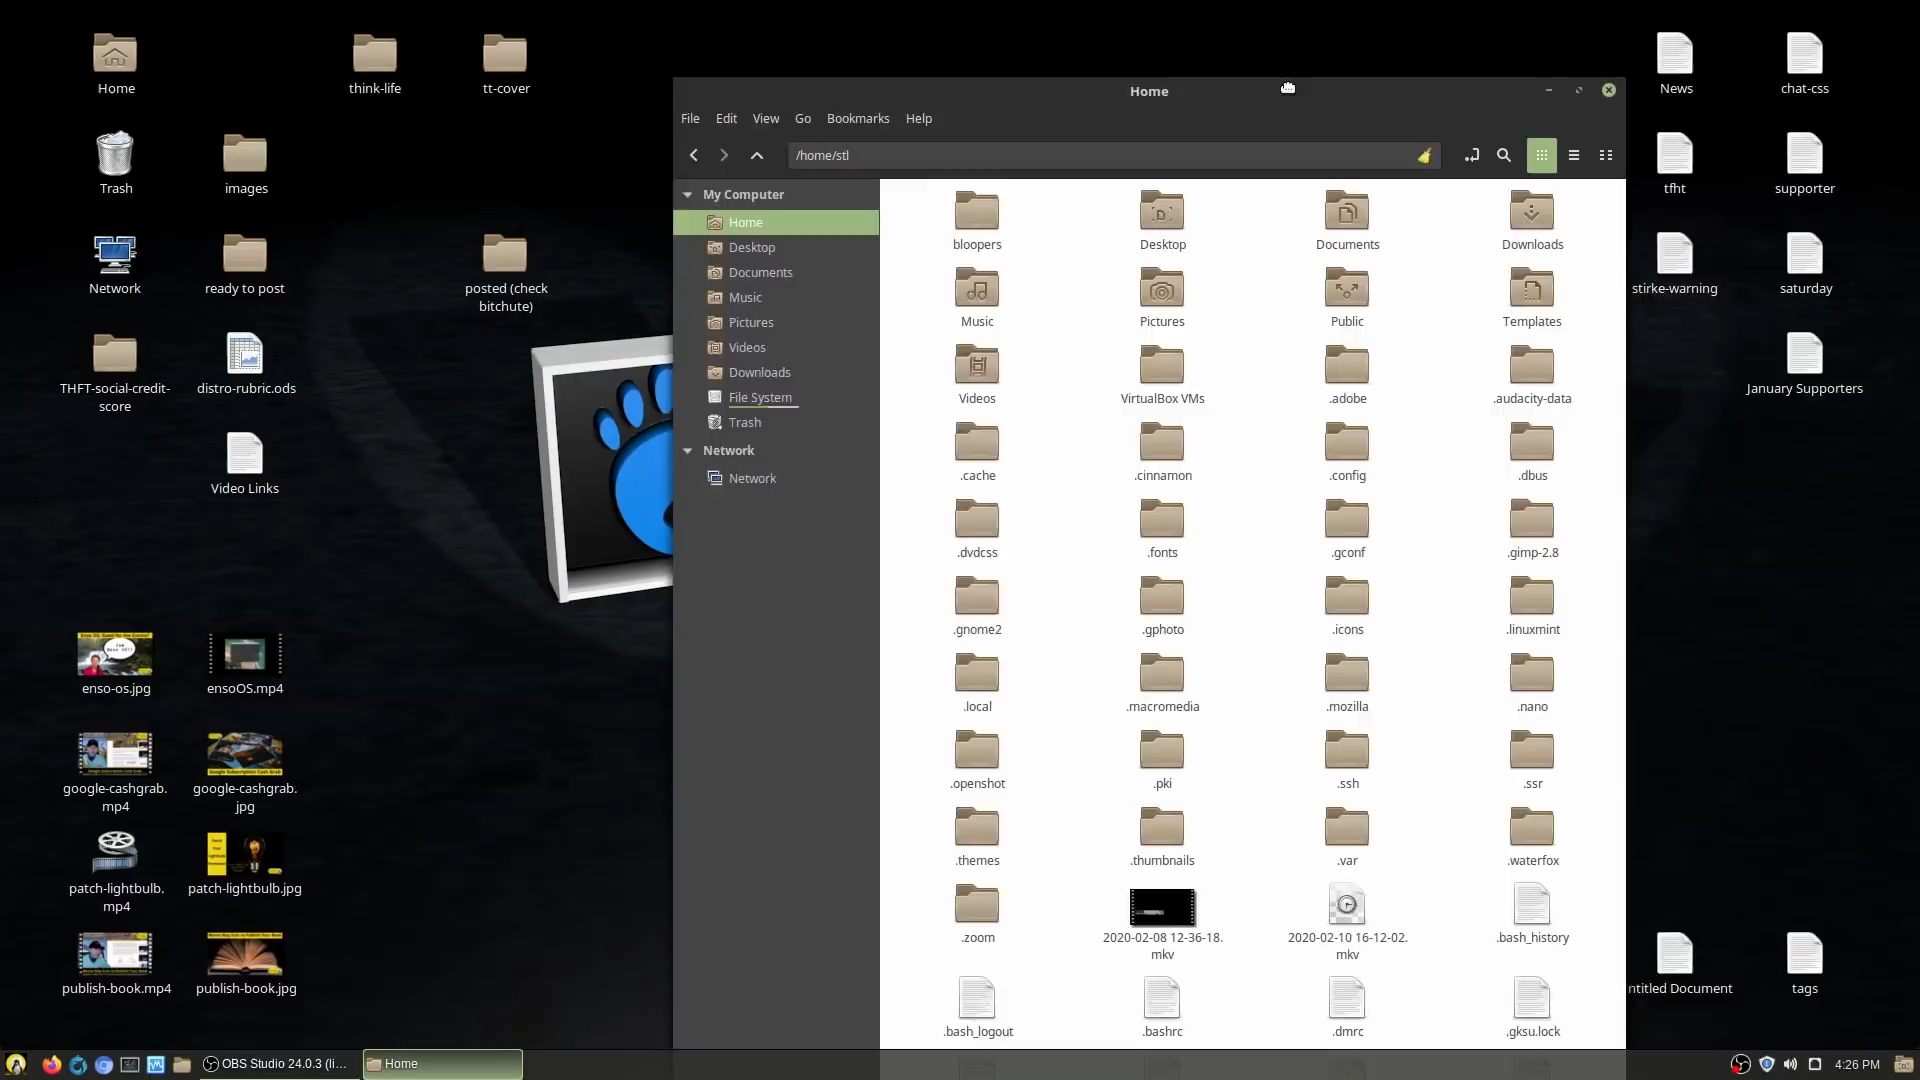 Home
think-life
tt-cover
Trash
images
Network
ready to post
posted (check
bitchute)
THFT-social-credit-
score
distro-rubric.ods
Video Links
enso-os.jpg
ensoOS.mp4
google-cashgrab.
mp4
google-cashgrab.
jpg
patch-lightbulb.
mp4
patch-lightbulb.jpg
publish-book.mp4
publish-book.jpg
Home
File Edit View Go Bookmarks Help
/home/stl
My Computer
Home
Desktop
Documents
Music
Pictures
Videos
Downloads
File System
Trash
Network
Network
bloopers
Desktop
Documents
Downloads
Music
Pictures
Public
Templates
Videos
VirtualBox VMs
.adobe
.audacity-data
.cache
.cinnamon
.config
.dbus
.dvdcss
.fonts
.gconf
.gimp-2.8
.gnome2
.gphoto
.icons
.linuxmint
.local
.macromedia
.mozilla
.nano
.openshot
.pki
.ssh
.ssr
.themes
.thumbnails
.var
.waterfox
.zoom
2020-02-08 12-36-18.
mkv
2020-02-10 16-12-02.
mkv
.bash_history
.bash_logout
.bashrc
.dmrc
.gksu.lock
News
chat-css
tfht
supporter
stirke-warning
saturday
January Supporters
ntitled Document
tags
OBS Studio 24.0.3 (li...
Home
4:26 PM